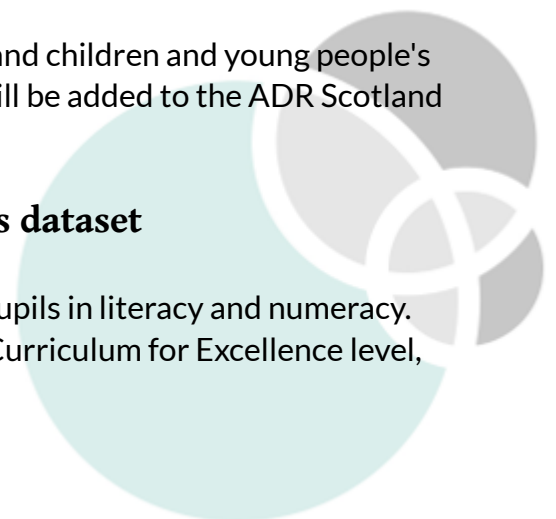 and children and young people's
ill be added to the ADR Scotland
s dataset
upils in literacy and numeracy.
Curriculum for Excellence level,